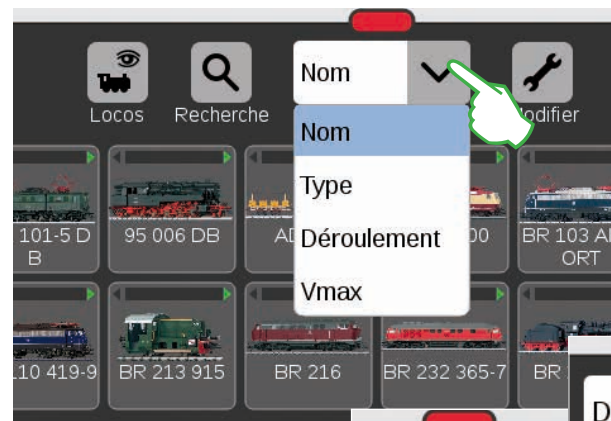 Nom
Locos
Recherche
odifier
Nom
Type
Déroulement
Vmax
101-5 D
B
95 006 DB
BR 103 A
ORT
110 419-9
BR 213 915
BR 216
BR 232 365-7
BR
D